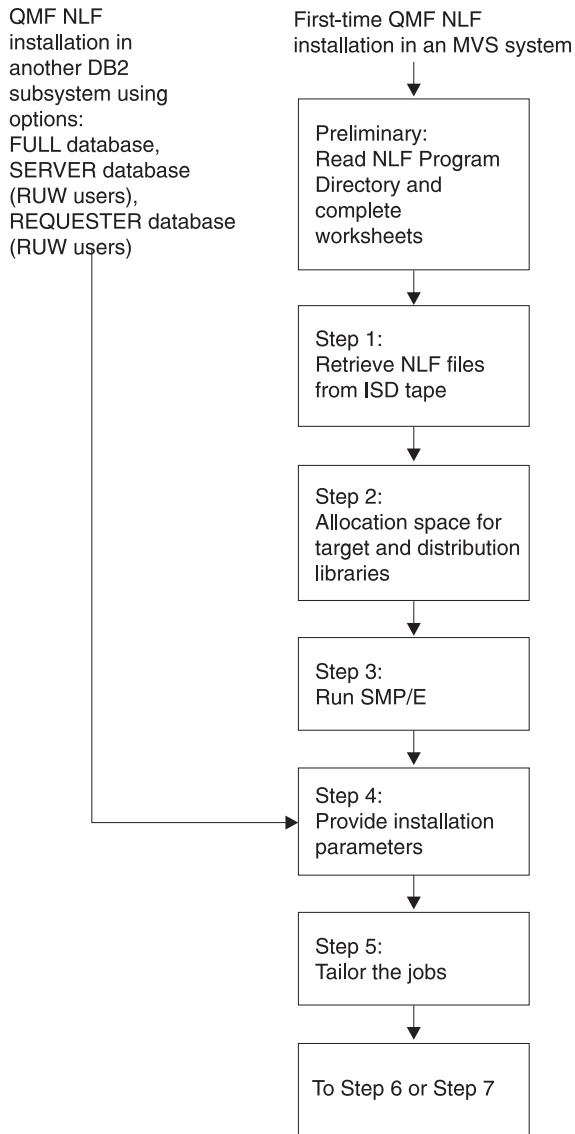 QMF NLF
installation in
another DB2
subsystem using
options:
FULL database,
SERVER database
(RUW users),
REQUESTER database
(RUW users)
First-time QMF NLF
installation in an MVS system
Preliminary:
Read NLF Program
Directory and
complete
worksheets
Step 1:
Retrieve NLF files
from ISD tape
Step 2:
Allocation space for
target and distribution
libraries
Step 3:
Run SMP/E
Step 4:
Provide installation
parameters
Step 5:
Tailor the jobs
To Step 6 or Step 7